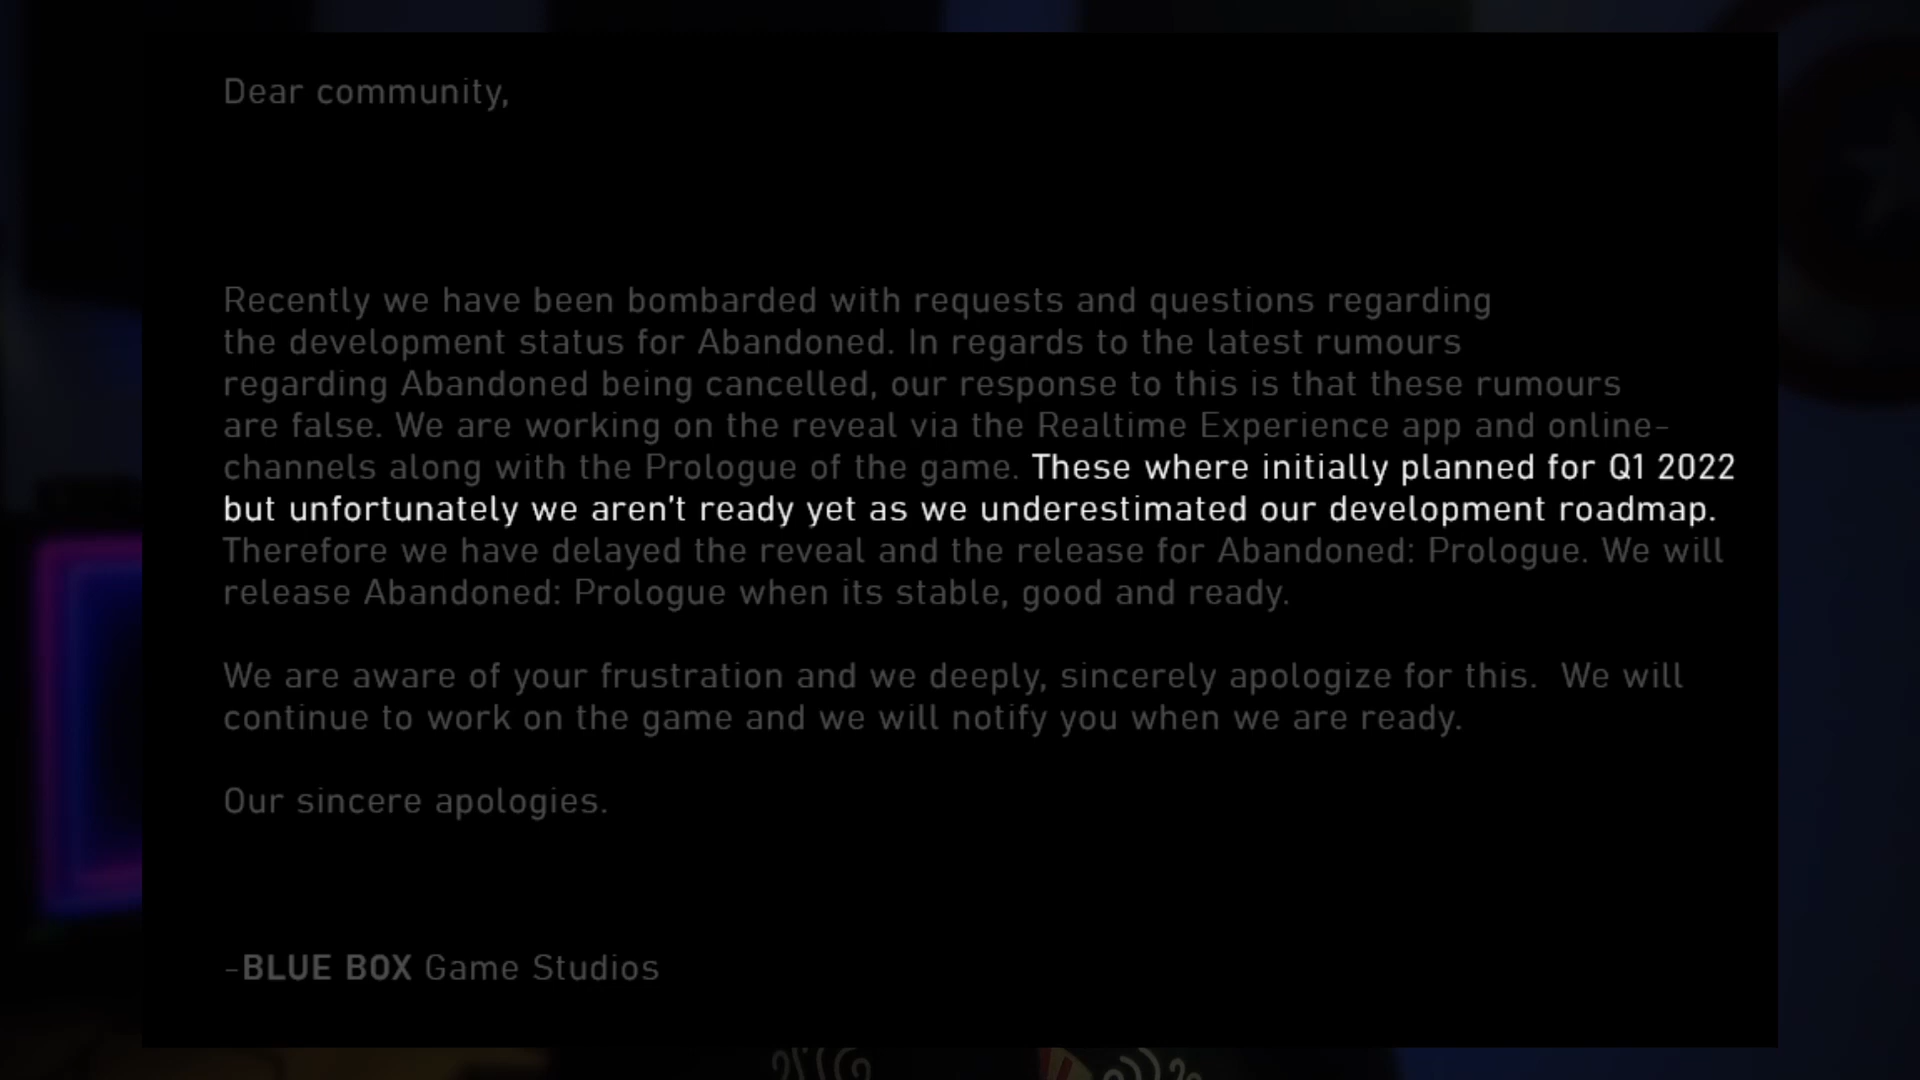 Dear community,
Recently we have been bombarded with requests and questions regarding
the development status for Abandoned. In regards to the latest rumours
regarding Abandoned being cancelled, our response to this is that these rumours
are false. We are working on the reveal via the Realtime Experience app and online-
channels along with the Prologue of the game. These where initially planned for Q1 2022
but unfortunately we aren't ready yet as we underestimated our development roadmap.
Therefore we have delayed the reveal and the release for Abandoned: Prologue. We will
release Abandoned: Prologue when its stable, good and ready.
We are aware of your frustration and we deeply, sincerely apologize for this.  We will
continue to work on the game and we will notify you when we are ready.
Our sincere apologies.
-BLUE BOX Game Studios